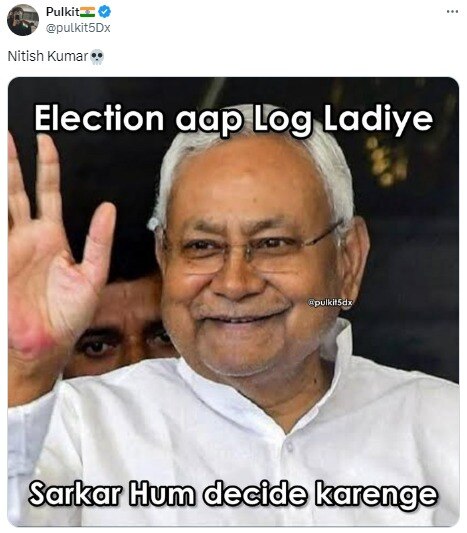 Pulkit🇮🇳
@pulkit5Dx
Nitish Kumar💀
Election aap Log Ladiye
@pulkit5dx
Sarkar Hum decide karenge